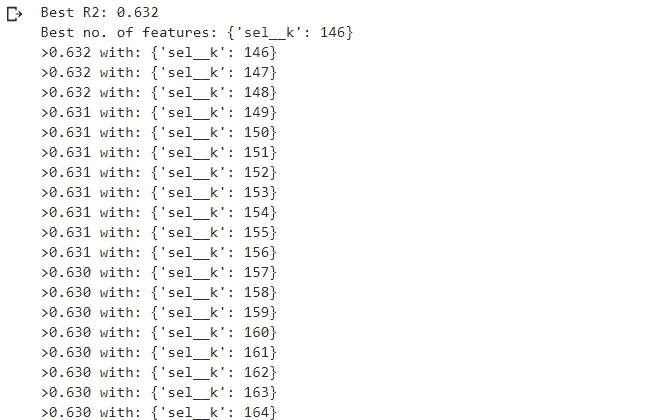 Best R2: 0.632
Best no. of features: {'sel__k': 146}
>0.632 with: {'sel__k': 146}
>0.632 with: {'sel__k': 147}
>0.632 with: {'sel__k': 148}
>0.631 with: {'sel__k': 149}
>0.631 with: {'sel__k': 150}
>0.631 with: {'sel__k': 151}
>0.631 with: {'sel__k': 152}
>0.631 with: {'sel__k': 153}
>0.631 with: {'sel__k': 154}
>0.631 with: {'sel__k': 155}
>0.631 with: {'sel__k': 156}
>0.630 with: {'sel__k': 157}
>0.630 with: {'sel__k': 158}
>0.630 with: {'sel__k': 159}
>0.630 with: {'sel__k': 160}
>0.630 with: {'sel__k': 161}
>0.630 with: {'sel__k': 162}
>0.630 with: {'sel__k': 163}
>0.630 with: {'sel__k': 164}